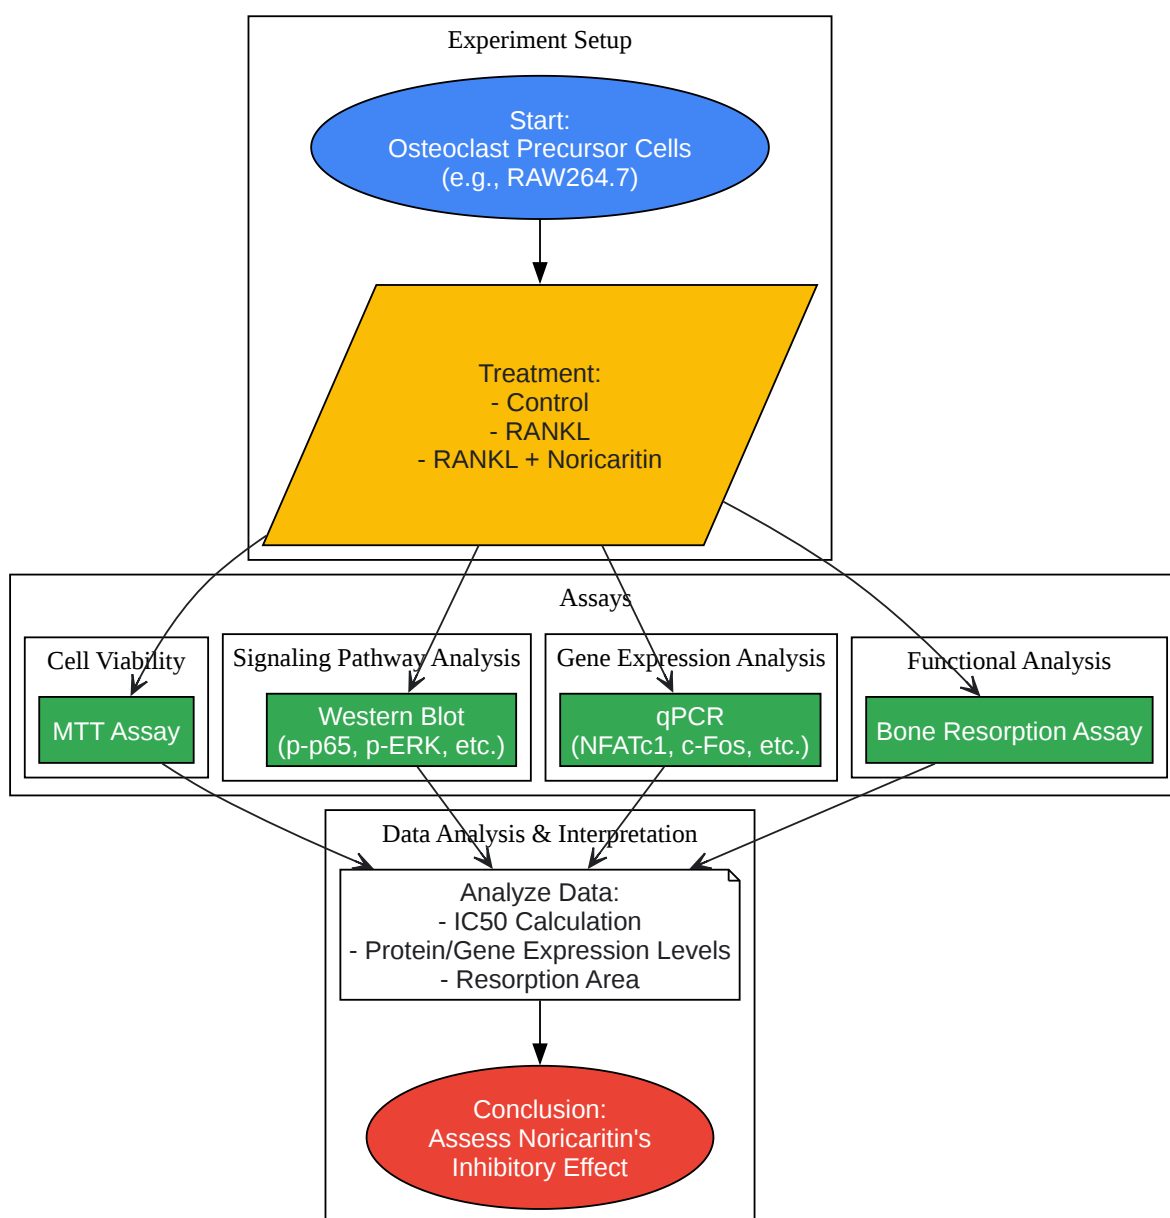 Experiment Setup
Start:
Osteoclast Precursor Cells
(e.g., RAW264.7)
Treatment:
- Control
- RANKL
- RANKL + Noricaritin
Assays
Cell Viability
MTT Assay
Signaling Pathway Analysis
Western Blot
(p-p65, p-ERK, etc.)
Gene Expression Analysis
qPCR
(NFATc1, c-Fos, etc.)
Functional Analysis
Bone Resorption Assay
Data Analysis & Interpretation
Analyze Data:
- IC50 Calculation
- Protein/Gene Expression Levels
- Resorption Area
Conclusion:
Assess Noricaritin's
Inhibitory Effect